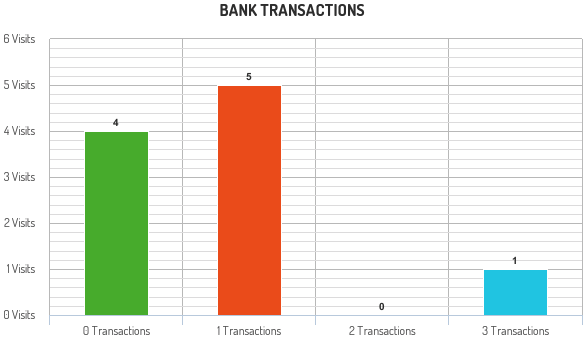 BANK TRANSACTIONS
6 Visits
5 Visits
4 Visits
3 Visits
2 Visits
1 Visits
0 Visits
4
5
0
1
0 Transactions
1 Transactions
2 Transactions
3 Transactions